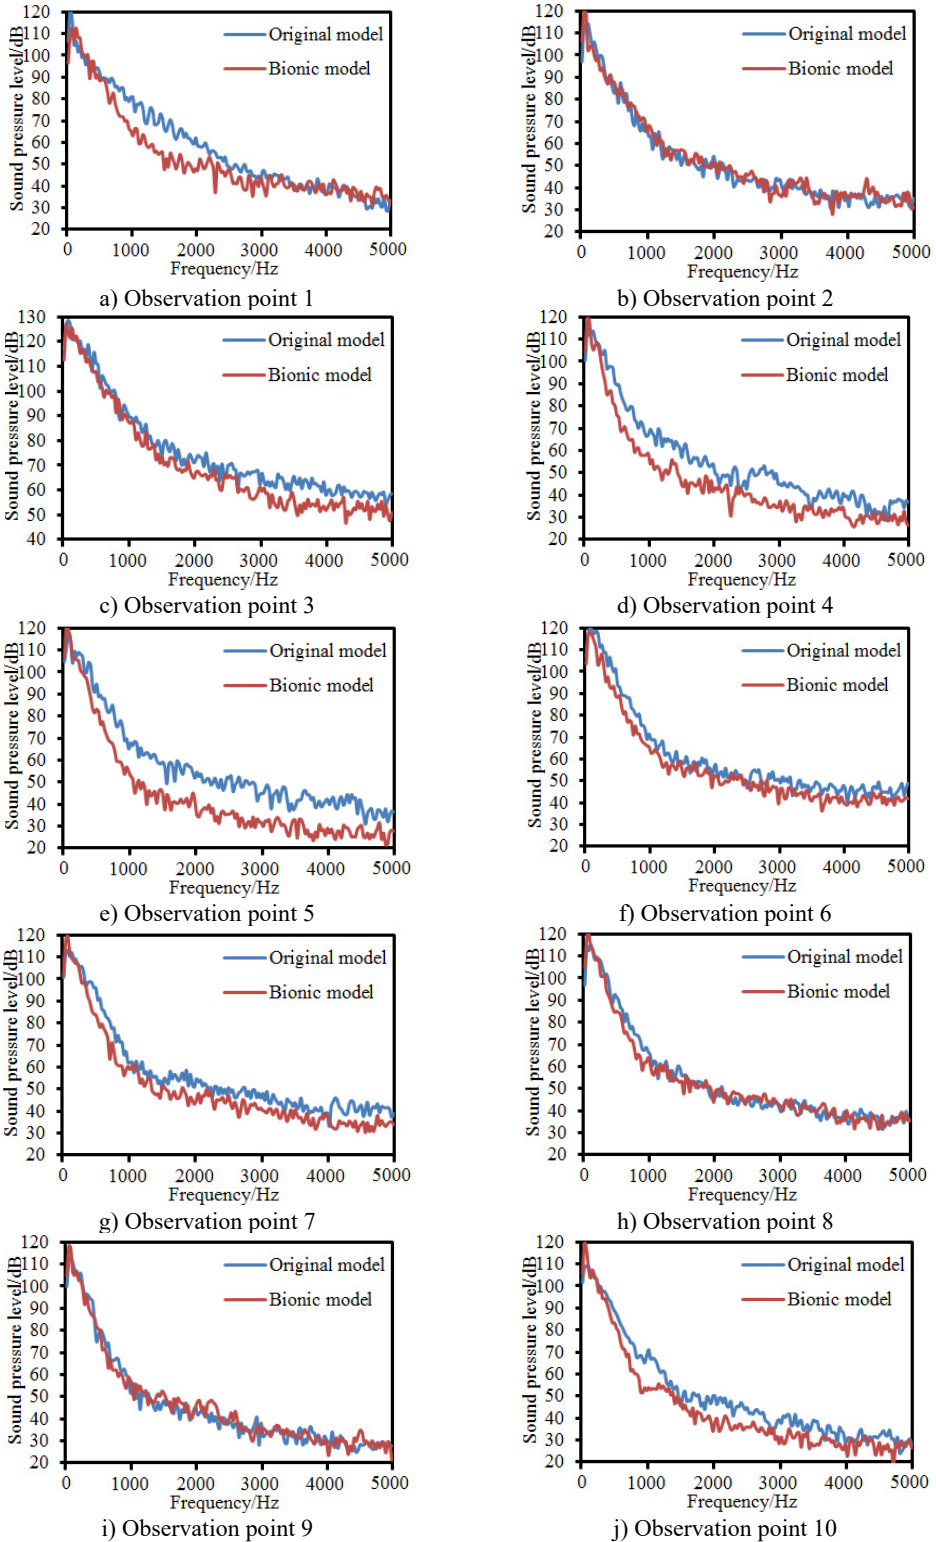 Sound pressure level/dB
120
110
100
90
80
70
60
50
40
30
20
Original model
Bionic model
0 1000 2000 3000 4000 5000
Frequency/Hz
a) Observation point 1
Sound pressure level/dB
120
110
100
90
80
70
60
50
40
30
20
Original model
Bionic model
0 1000 2000 3000 4000 5000
Frequency/Hz
b) Observation point 2
Sound pressure level/dB
130
120
110
100
90
80
70
60
50
40
Original model
Bionic model
0 1000 2000 3000 4000 5000
Frequency/Hz
c) Observation point 3
Sound pressure level/dB
120
110
100
90
80
70
60
50
40
30
20
Original model
Bionic model
0 1000 2000 3000 4000 5000
Frequency/Hz
d) Observation point 4
Sound pressure level/dB
120
110
100
90
80
70
60
50
40
30
20
Original model
Bionic model
0 1000 2000 3000 4000 5000
Frequency/Hz
e) Observation point 5
Sound pressure level/dB
120
110
100
90
80
70
60
50
40
30
20
Original model
Bionic model
0 1000 2000 3000 4000 5000
Frequency/Hz
f) Observation point 6
Sound pressure level/dB
120
110
100
90
80
70
60
50
40
30
20
Original model
Bionic model
0 1000 2000 3000 4000 5000
Frequency/Hz
g) Observation point 7
Sound pressure level/dB
120
110
100
90
80
70
60
50
40
30
20
Original model
Bionic model
0 1000 2000 3000 4000 5000
Frequency/Hz
h) Observation point 8
Sound pressure level/dB
120
110
100
90
80
70
60
50
40
30
20
Original model
Bionic model
0 1000 2000 3000 4000 5000
Frequency/Hz
i) Observation point 9
Sound pressure level/dB
120
110
100
90
80
70
60
50
40
30
20
Original model
Bionic model
0 1000 2000 3000 4000 5000
Frequency/Hz
j) Observation point 10